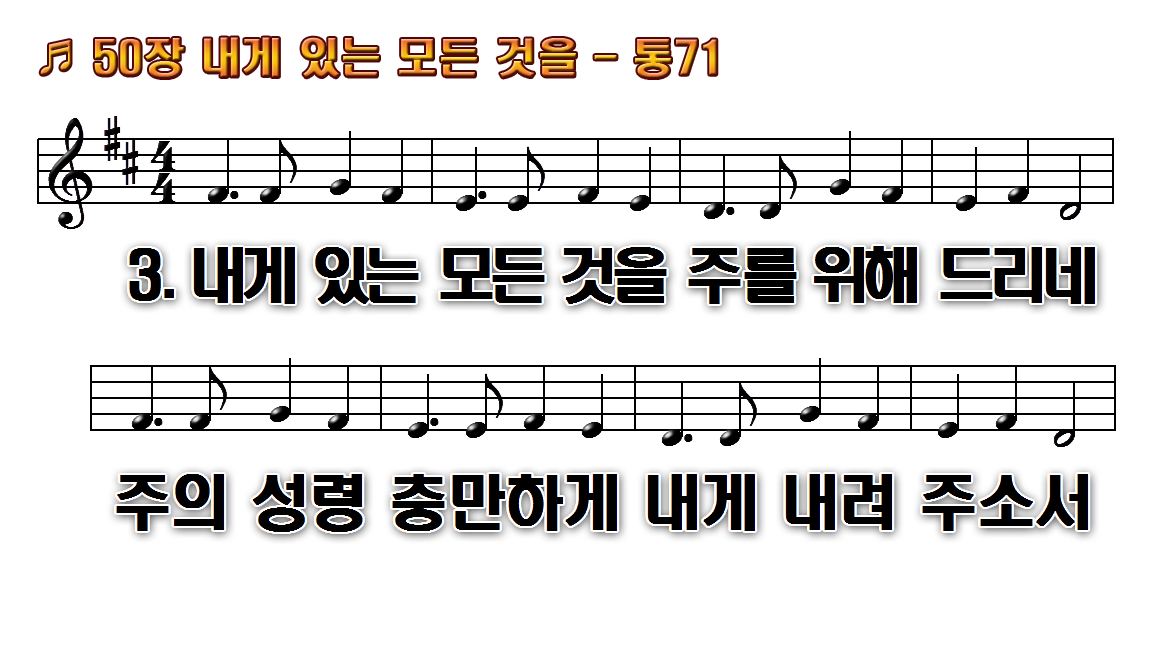 ♬ 50장 내게 있는 모든 것을 - 통71
4
4
3. 내게 있는 모든 것을 주를 위해 드리네
주의 성령 충만하게 내게 내려 주소서